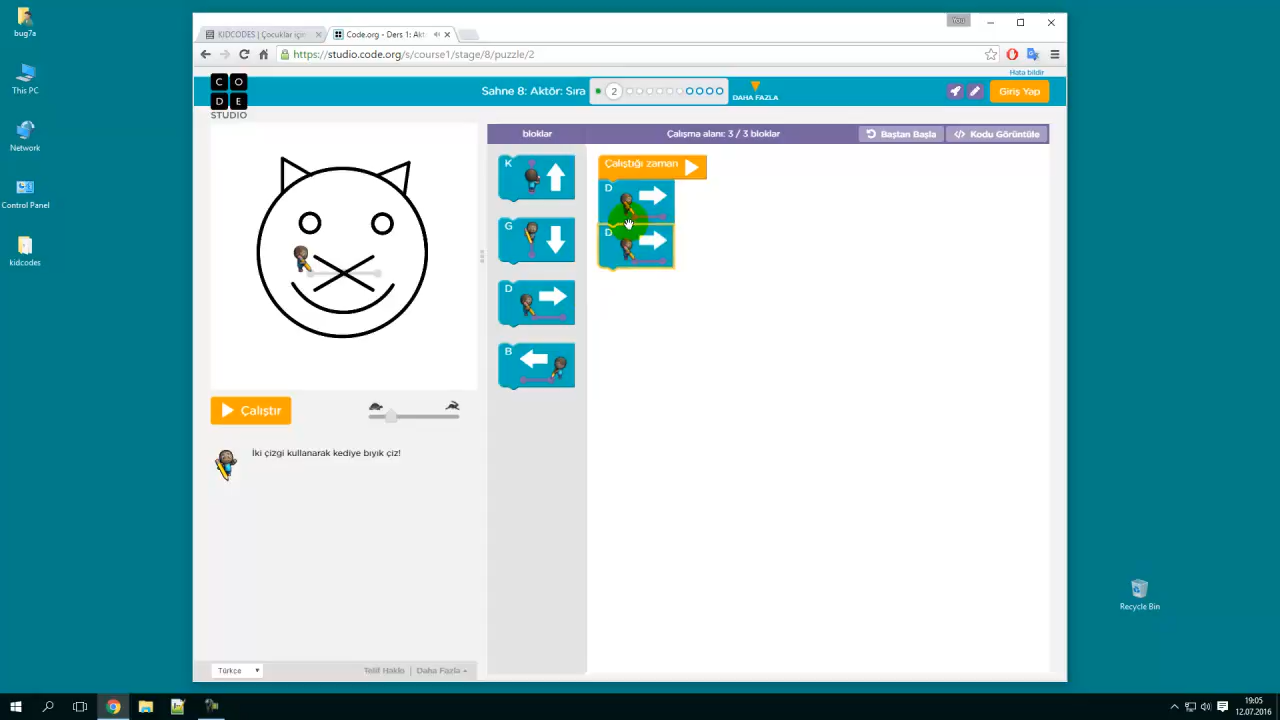 bug7a
This PC
Network
Control Panel
kidcodes
Recycle Bin
You
KIDCODES | Çocuklar için
Code.org - Ders 1: Akt
https://studio.code.org/s/course1/stage/8/puzzle/2
Hata bildir
C O
D E
STUDIO
Sahne 8: Aktör: Sıra
2
DAHA FAZLA
Giriş Yap
bloklar
Çalışma alanı: 3 / 3 bloklar
Baştan Başla
Kodu Görüntüle
K
G
D
B
Çalıştığı zaman
D
D
Çalıştır
İki çizgi kullanarak kediye bıyık çiz!
Türkçe
Telif Hakkı | Daha Fazla
19:05
12.07.2016